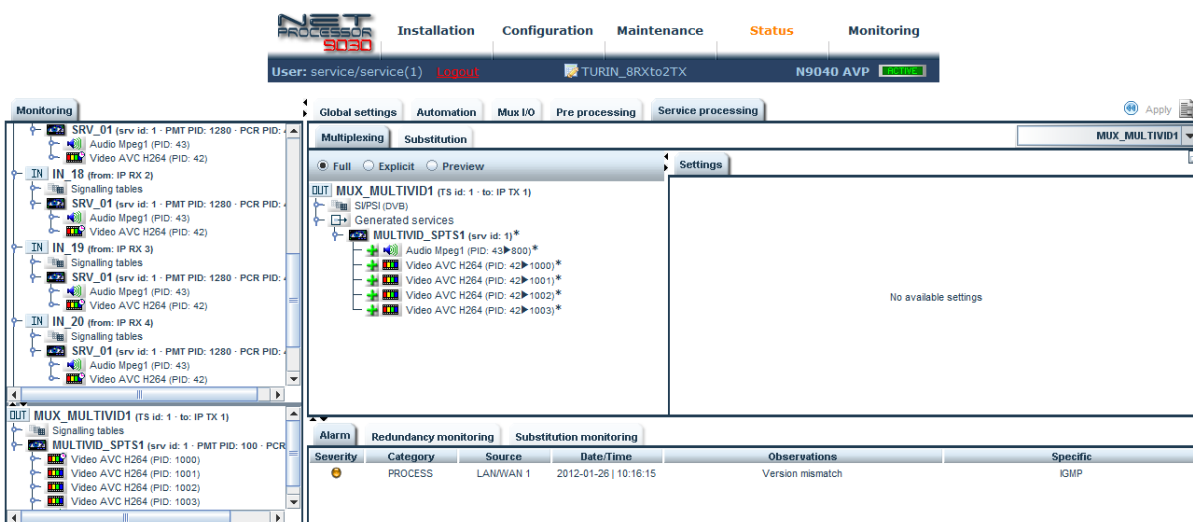 NET
PROCESSOR
9030
Installation Configuration Maintenance Status Monitoring
User: service/service(1) Logout TURIN_8RXto2TX N9040 AVP ACTIVE
Monitoring
Global settings Automation Mux I/O Pre processing Service processing
Apply
SRV_01 (srv id: 1 · PMT PID: 1280 · PCR PID:
Audio Mpeg1 (PID: 43)
Video AVC H264 (PID: 42)
IN IN_18 (from: IP RX 2)
Signalling tables
SRV_01 (srv id: 1 · PMT PID: 1280 · PCR PID:
Audio Mpeg1 (PID: 43)
Video AVC H264 (PID: 42)
IN IN_19 (from: IP RX 3)
Signalling tables
SRV_01 (srv id: 1 · PMT PID: 1280 · PCR PID:
Audio Mpeg1 (PID: 43)
Video AVC H264 (PID: 42)
IN IN_20 (from: IP RX 4)
Signalling tables
SRV_01 (srv id: 1 · PMT PID: 1280 · PCR PID:
Audio Mpeg1 (PID: 43)
Video AVC H264 (PID: 42)
OUT MUX_MULTIVID1 (TS id: 1 · to: IP TX 1)
Signalling tables
MULTIVID_SPTS1 (srv id: 1 · PMT PID: 100 · PCR
Video AVC H264 (PID: 1000)
Video AVC H264 (PID: 1001)
Video AVC H264 (PID: 1002)
Video AVC H264 (PID: 1003)
Multiplexing Substitution
MUX_MULTIVID1
Full Explicit Preview
Settings
OUT MUX_MULTIVID1 (TS id: 1 · to: IP TX 1)
SI/PSI (DVB)
Generated services
MULTIVID_SPTS1 (srv id: 1)*
Audio Mpeg1 (PID: 43▶800)*
Video AVC H264 (PID: 42▶1000)*
Video AVC H264 (PID: 42▶1001)*
Video AVC H264 (PID: 42▶1002)*
Video AVC H264 (PID: 42▶1003)*
No available settings
Alarm Redundancy monitoring Substitution monitoring
Severity Category Source Date/Time Observations Specific
PROCESS LAN/WAN 1 2012-01-26 | 10:16:15 Version mismatch IGMP